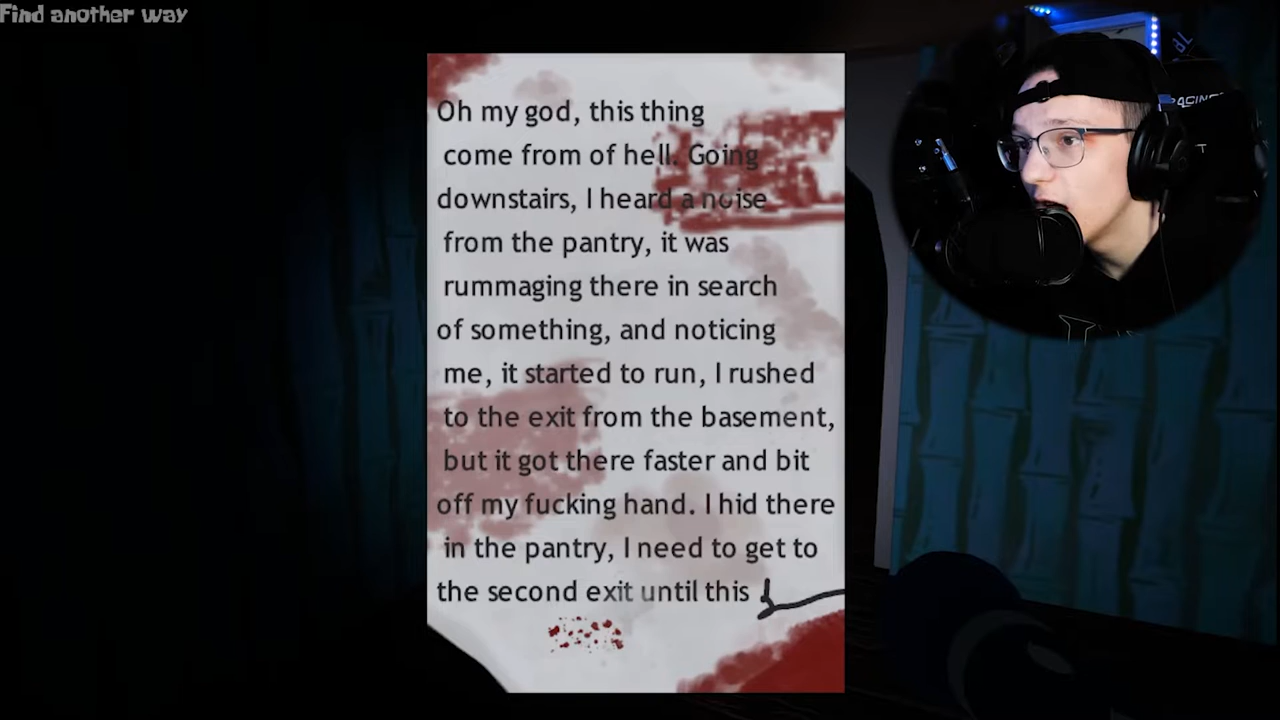 Find another way
Oh my god, this thing
come from of hell. Going
downstairs, I heard a noise
from the pantry, it was
rummaging there in search
of something, and noticing
me, it started to run, I rushed
to the exit from the basement,
but it got there faster and bit
off my fucking hand. I hid there
in the pantry, I need to get to
the second exit until this